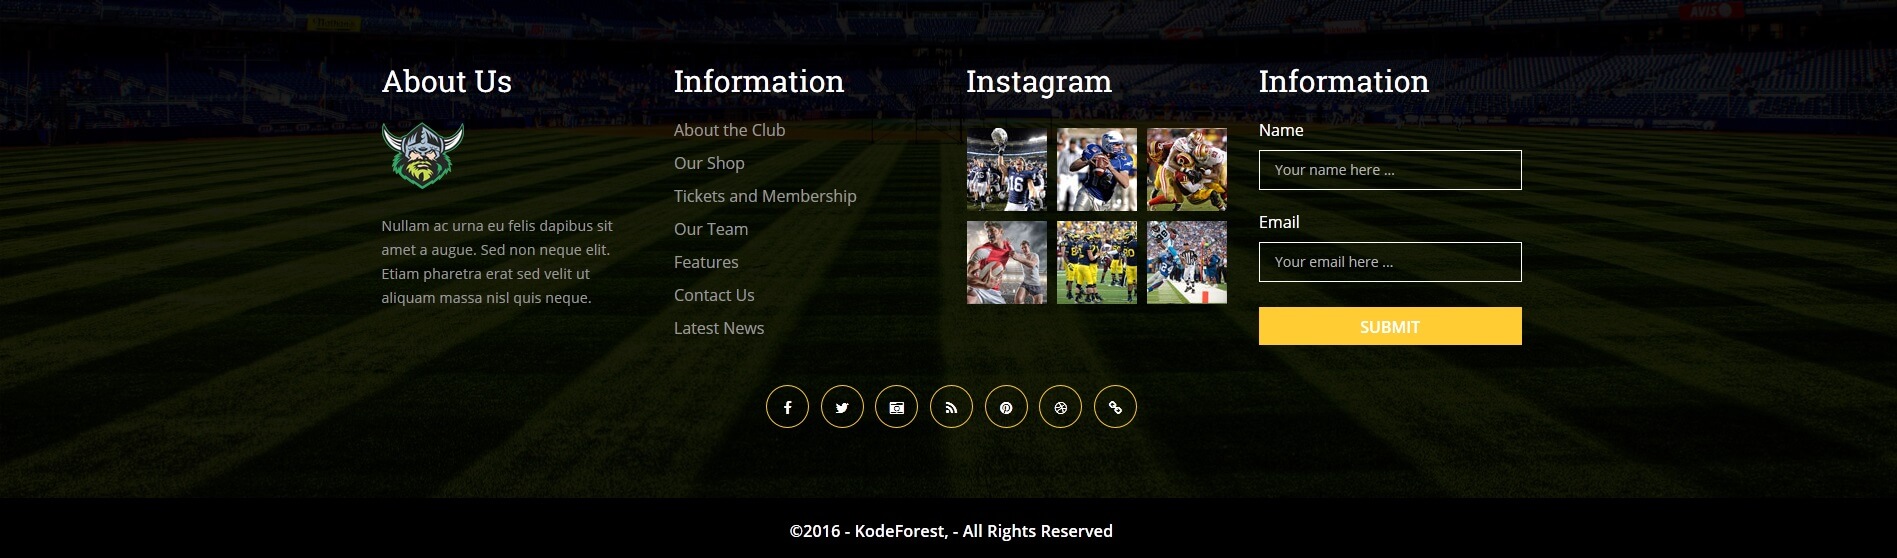 AVIS
About Us
Nullam ac urna eu felis dapibus sit
amet a augue. Sed non neque elit.
Etiam pharetra erat sed velit ut
aliquam massa nisl quis neque.
Information
About the Club
Our Shop
Tickets and Membership
Our Team
Features
Contact Us
Latest News
Instagram
16
Information
Name
Your name here ...
Email
Your email here ...
SUBMIT
©2016 - KodeForest, - All Rights Reserved